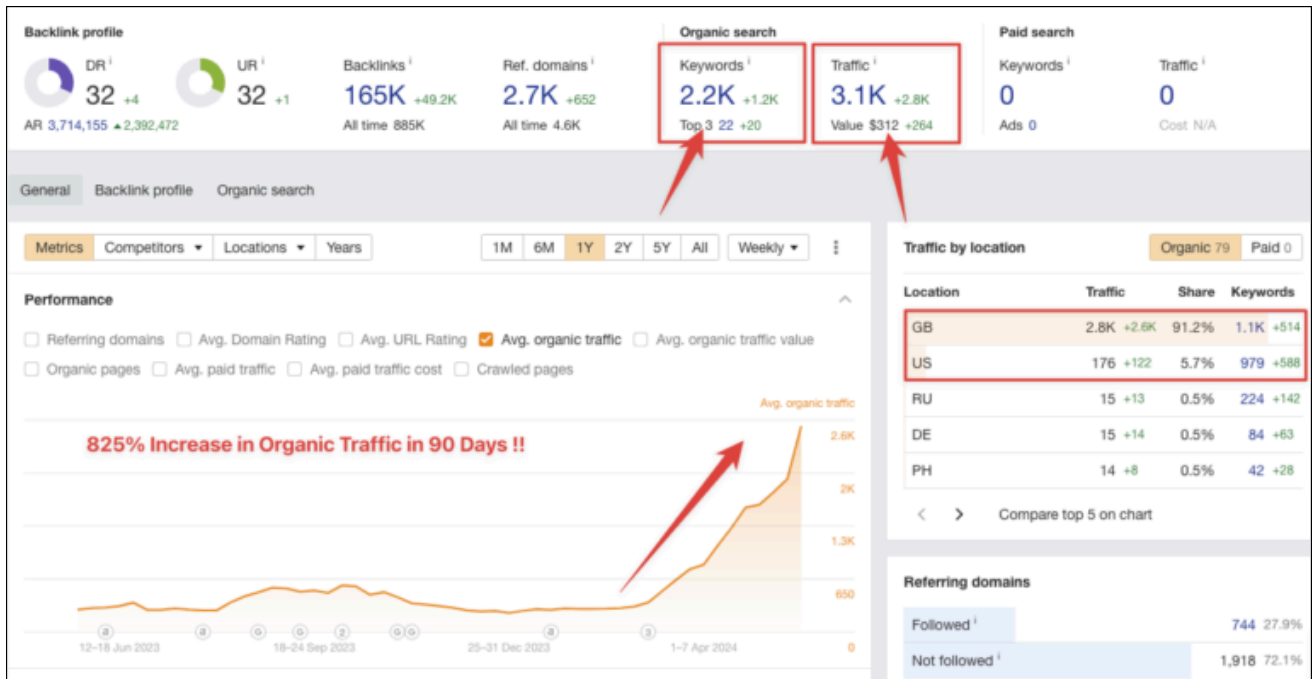 Backlink profile
Organic search
Paid search
DR i
UR i
Backlinks i
Ref. domains i
Keywords i
Traffic i
Keywords i
Traffic i
32 +4
32 +1
165K +49.2K
2.7K +652
2.2K +1.2K
3.1K +2.8K
0
0
AR 3,714,155 ▲2,392,472
All time 885K
All time 4.6K
Top 3 22 +20
Value $312 +264
Ads 0
Cost N/A
General
Backlink profile
Organic search
Metrics
Competitors ▼
Locations ▼
Years
1M
6M
1Y
2Y
5Y
All
Weekly ▼
Performance
Referring domains
Avg. Domain Rating
Avg. URL Rating
Avg. organic traffic
Avg. organic traffic value
Organic pages
Avg. paid traffic
Avg. paid traffic cost
Crawled pages
Avg. organic traffic
825% Increase in Organic Traffic in 90 Days !!
2.6K
2K
1.3K
650
0
a
a
G
G
2
G
G
a
3
12–18 Jun 2023
18–24 Sep 2023
25–31 Dec 2023
1–7 Apr 2024
Traffic by location
Organic 79
Paid 0
Location Traffic Share Keywords
GB 2.8K +2.6K 91.2% 1.1K +514
US 176 +122 5.7% 979 +588
RU 15 +13 0.5% 224 +142
DE 15 +14 0.5% 84 +63
PH 14 +8 0.5% 42 +28
Compare top 5 on chart
Referring domains
Followed i 744 27.9%
Not followed i 1,918 72.1%